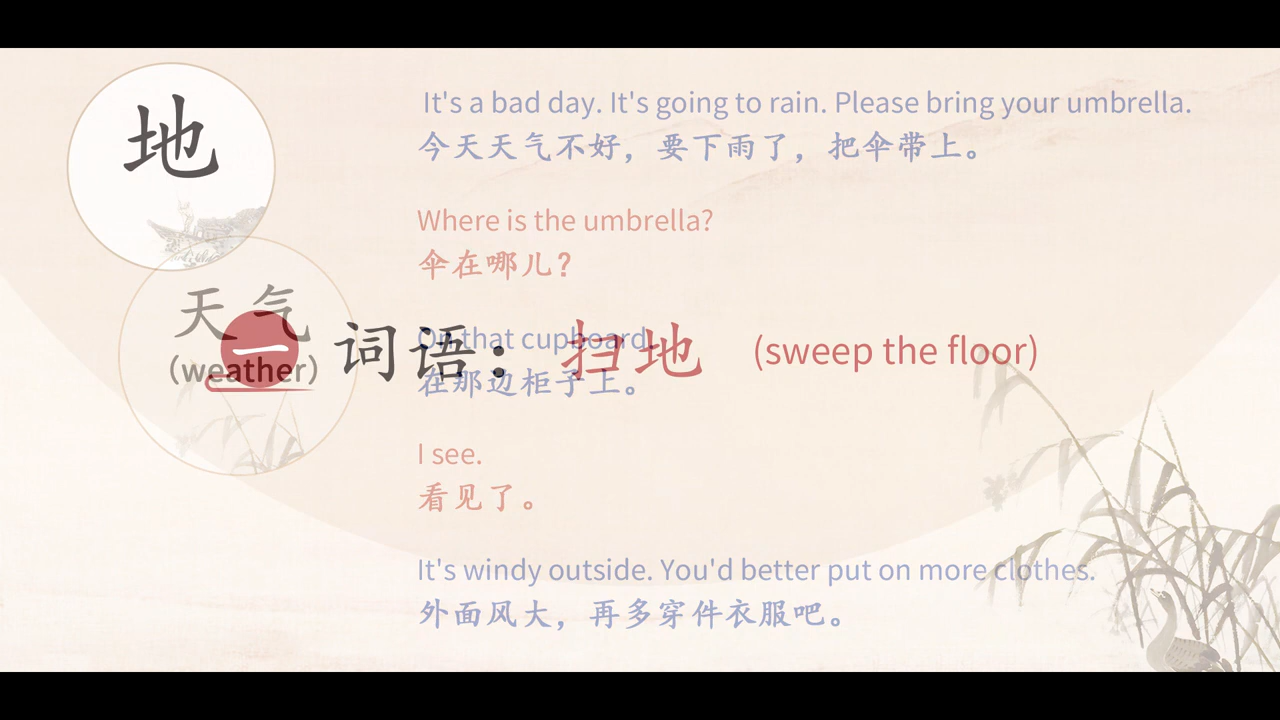 地
天气
(weather)
It's a bad day. It's going to rain. Please bring your umbrella.
今天天气不好，要下雨了，把伞带上。
Where is the umbrella?
伞在哪儿？
On that cupboard.
在那边柜子上。
一 词语： 扫地 (sweep the floor)
I see.
看见了。
It's windy outside. You'd better put on more clothes.
外面风大，再多穿件衣服吧。